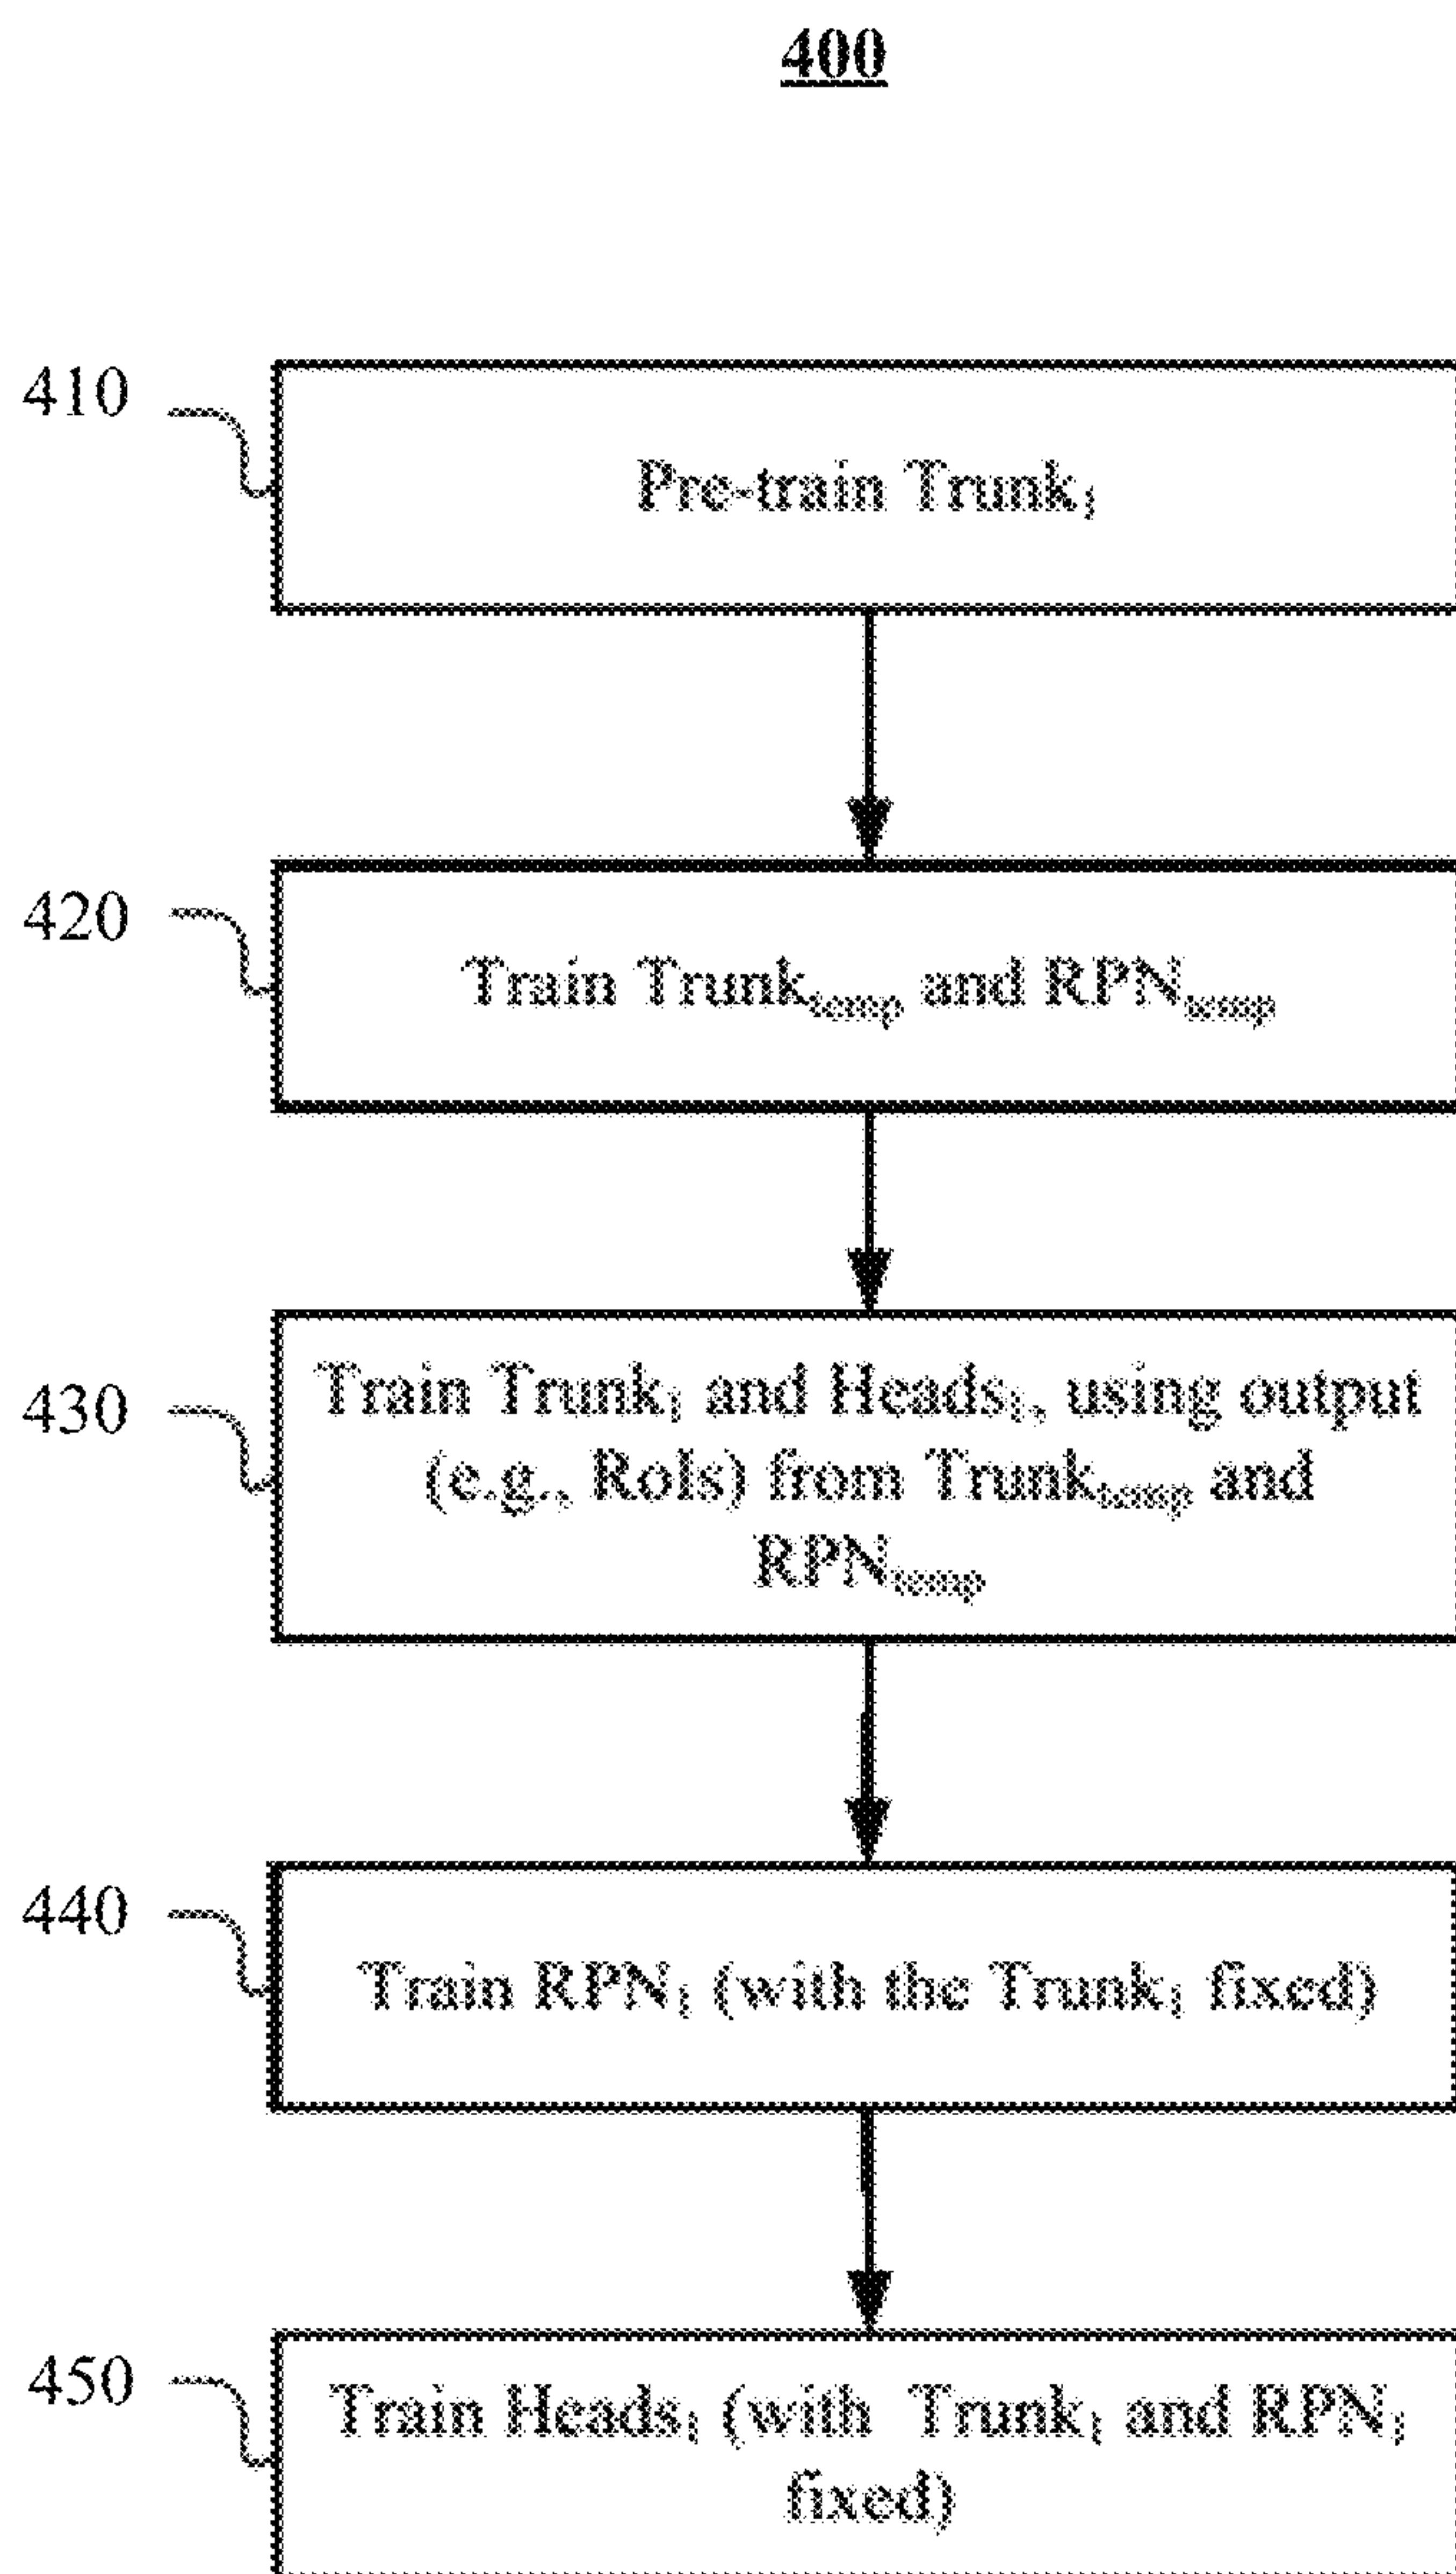 400
410
Pre-train Trunk₁
420
Train Trunktemp and RPNtemp
430
Train Trunk₁ and Heads₁, using output
(e.g., RoIs) from Trunktemp and
RPNtemp
440
Train RPN₁ (with the Trunk₁ fixed)
450
Train Heads₁ (with Trunk₁ and RPN₁
fixed)